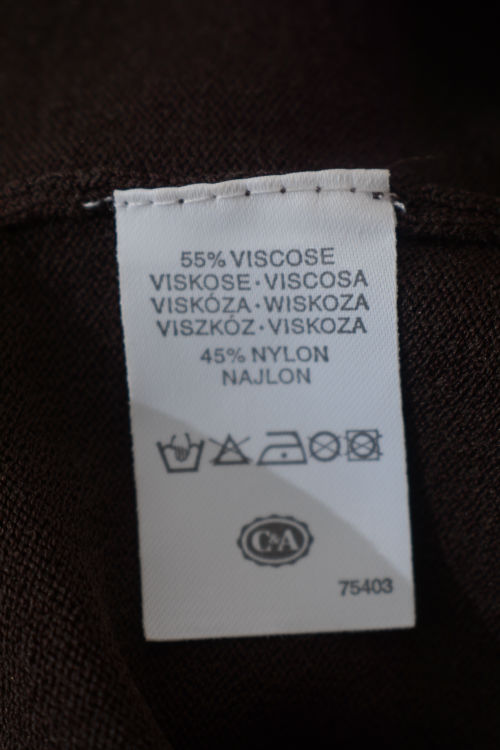 55% VISCOSE
VISKOSE · VISCOSA
VISKÓZA · WISKOZA
VISZKÓZ · VISKOZA
45% NYLON
NAJLON
C&A
75403